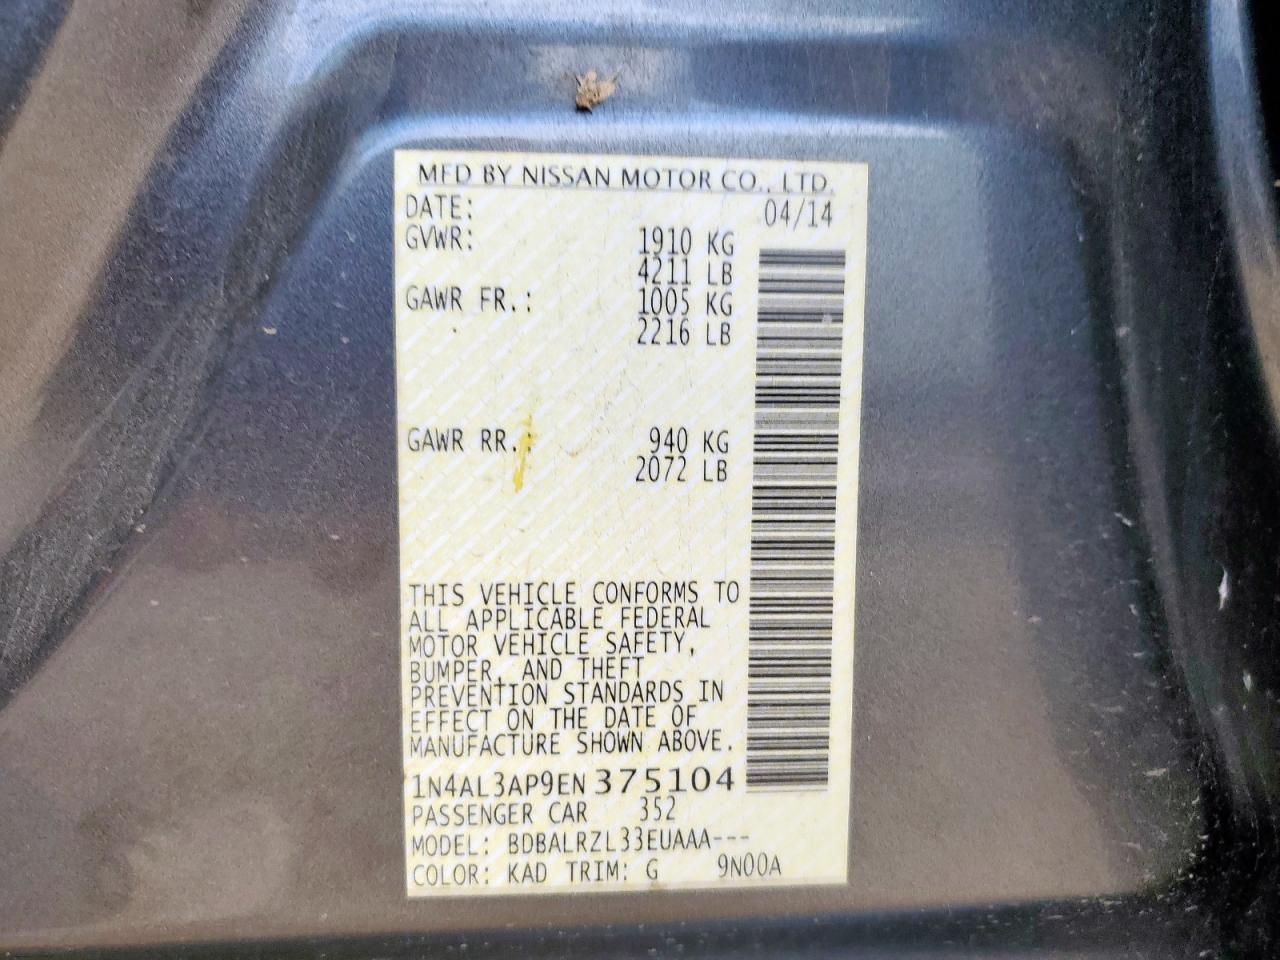 MFD BY NISSAN MOTOR CO., LTD.
DATE: 04/14
GVWR: 1910 KG
4211 LB
GAWR FR.: 1005 KG
2216 LB
GAWR RR.: 940 KG
2072 LB
THIS VEHICLE CONFORMS TO
ALL APPLICABLE FEDERAL
MOTOR VEHICLE SAFETY,
BUMPER, AND THEFT
PREVENTION STANDARDS IN
EFFECT ON THE DATE OF
MANUFACTURE SHOWN ABOVE.
1N4AL3AP9EN 375104
PASSENGER CAR 352
MODEL: BDBALRZL33EUAAA---
COLOR: KAD TRIM: G 9N00A